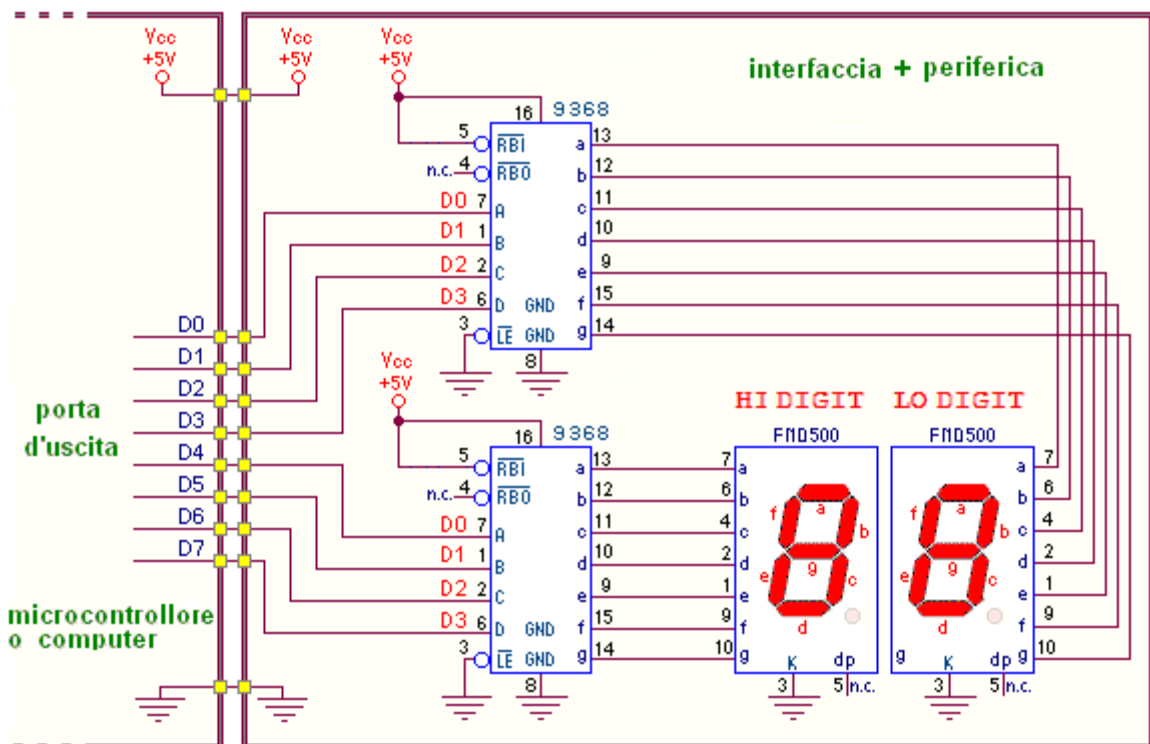 Vcc
+5V
Vcc
+5V
Vcc
+5V
interfaccia + periferica
16
9368
5
RBI
a
13
n.c.
4
RBO
b
12
D0
7
A
c
11
D1
1
B
d
10
D2
2
C
e
9
D3
6
D
GND
f
15
3
LE
GND
g
14
8
D0
D1
D2
D3
D4
D5
D6
D7
porta
d'uscita
microcontrollore
o computer
Vcc
+5V
16
9368
5
RBI
a
13
n.c.
4
RBO
b
12
D0
7
A
c
11
D1
1
B
d
10
D2
2
C
e
9
D3
6
D
GND
f
15
3
LE
GND
g
14
8
HI DIGIT
FND500
7
a
6
b
4
c
2
d
1
e
9
f
10
g
a
f
b
g
e
c
d
K
dp
3
5
n.c.
LO DIGIT
FND500
a
7
b
6
c
4
d
2
e
1
f
9
g
10
a
f
b
g
e
c
d
g
K
dp
3
5
n.c.